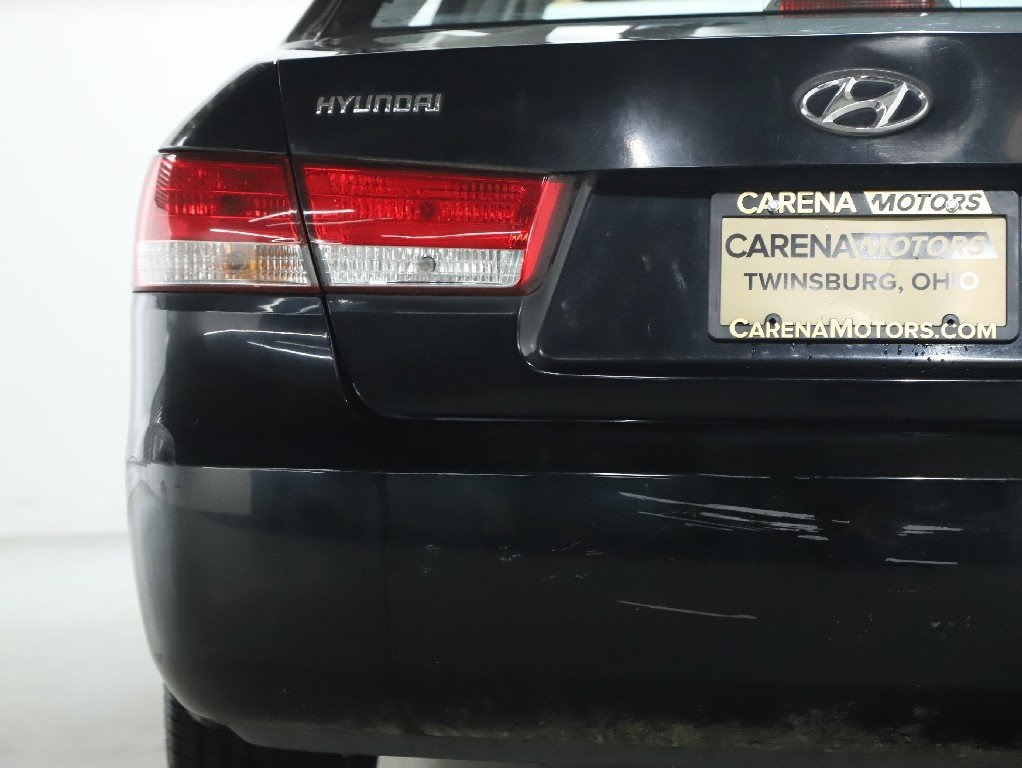 HYUNDAI
CARENA MOTORS
CARENA MOTORS
TWINSBURG, OHIO
CARENAMOTORS.COM